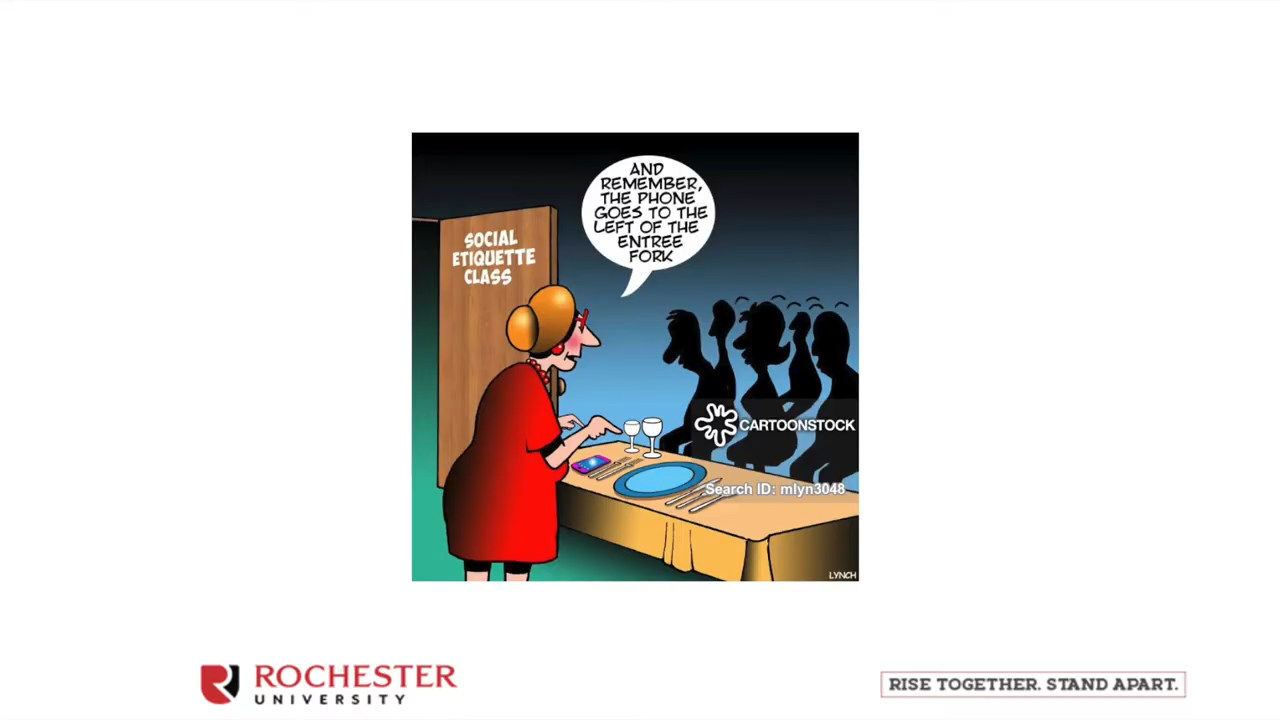 AND
REMEMBER,
THE PHONE
GOES TO THE
LEFT OF THE
ENTREE
FORK
SOCIAL
ETIQUETTE
CLASS
CARTOONSTOCK
Search ID: mlyn3048
LYNCH
ROCHESTER
UNIVERSITY
RISE TOGETHER. STAND APART.